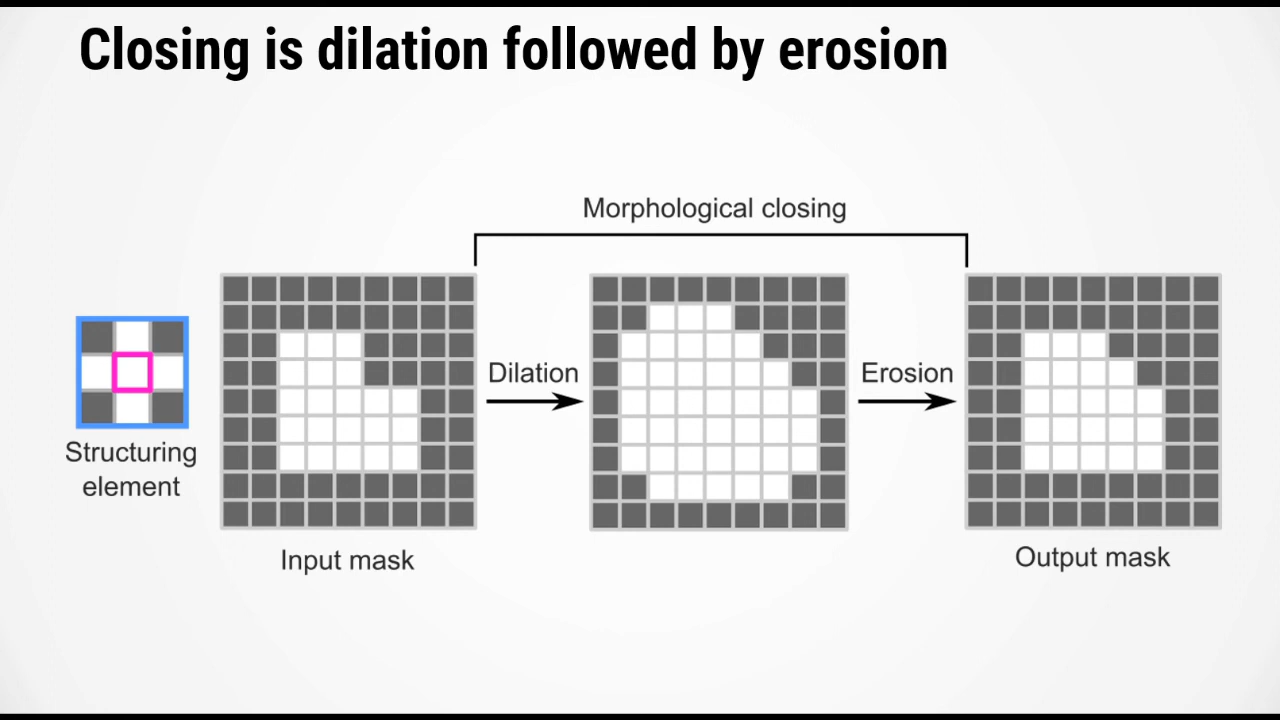 Closing is dilation followed by erosion
Morphological closing
Dilation
Erosion
Structuring
element
Input mask
Output mask